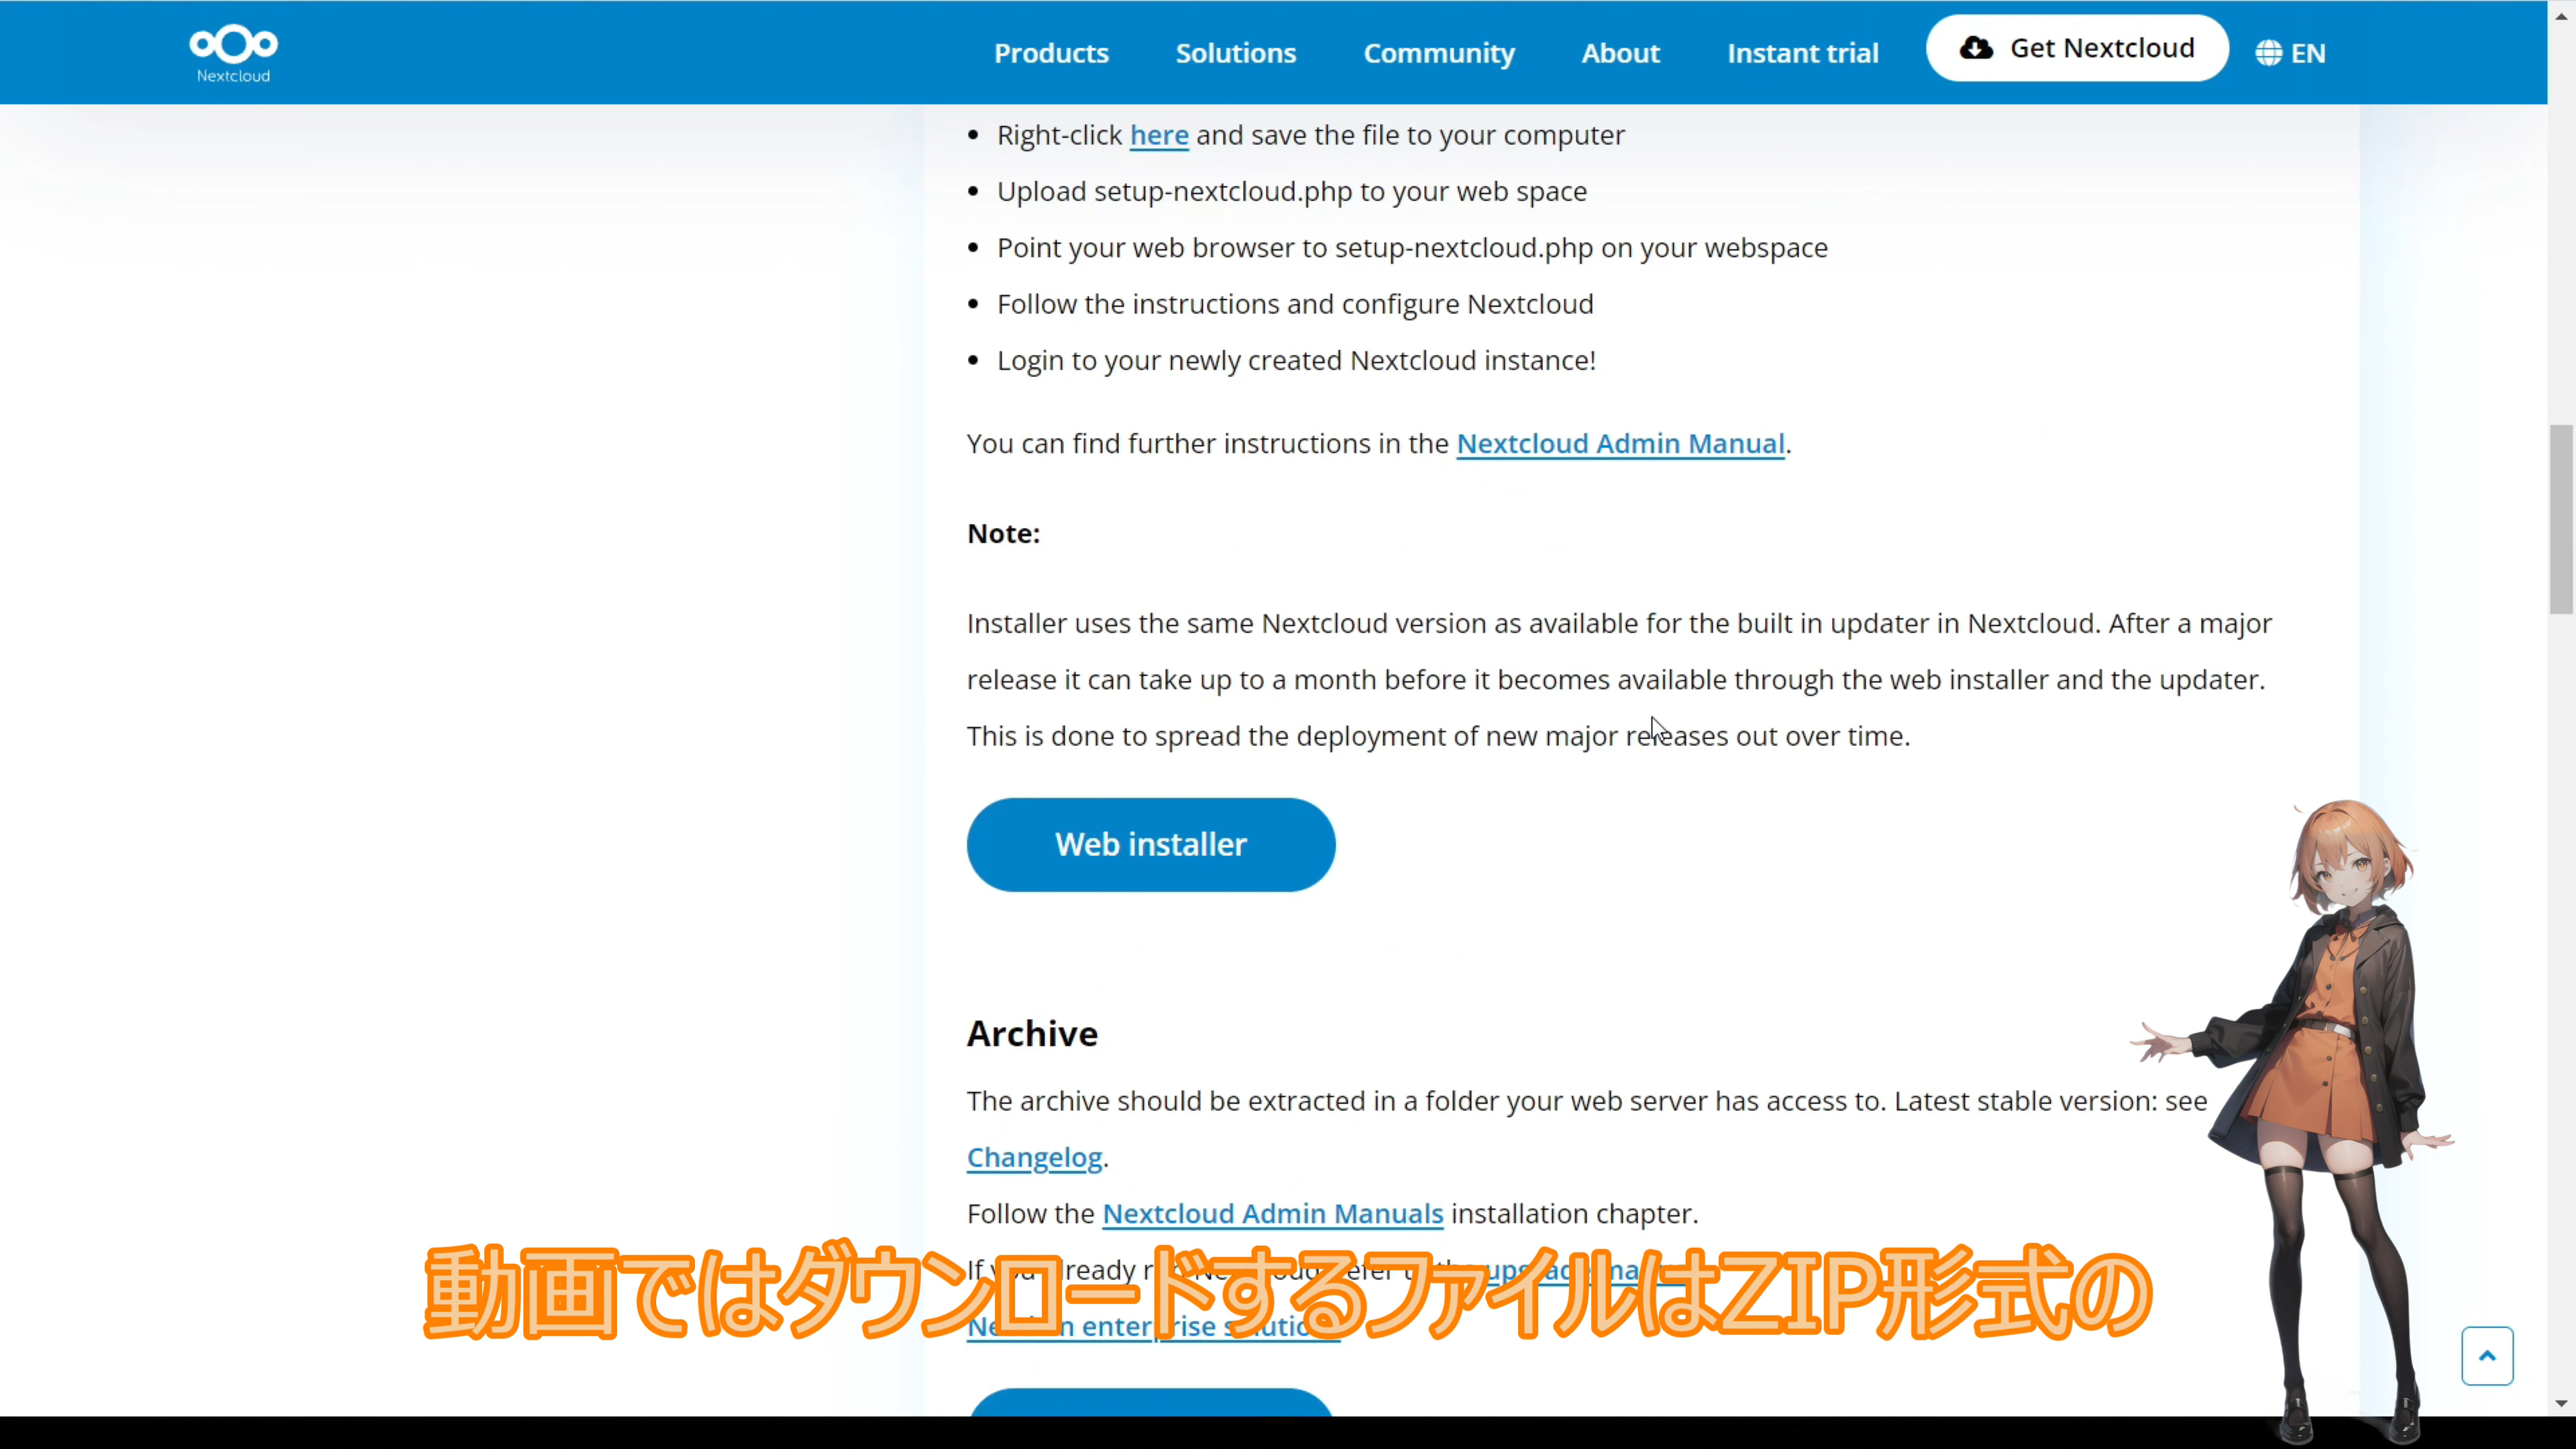 Nextcloud
Products Solutions Community About Instant trial Get Nextcloud EN
Right-click here and save the file to your computer
Upload setup-nextcloud.php to your web space
Point your web browser to setup-nextcloud.php on your webspace
Follow the instructions and configure Nextcloud
Login to your newly created Nextcloud instance!
You can find further instructions in the Nextcloud Admin Manual.
Note:
Installer uses the same Nextcloud version as available for the built in updater in Nextcloud. After a major
release it can take up to a month before it becomes available through the web installer and the updater.
This is done to spread the deployment of new major releases out over time.
Web installer
Archive
The archive should be extracted in a folder your web server has access to. Latest stable version: see
Changelog.
Follow the Nextcloud Admin Manuals installation chapter.
If you already
enterprise
動画ではダウンロードするファイルはZIP形式の